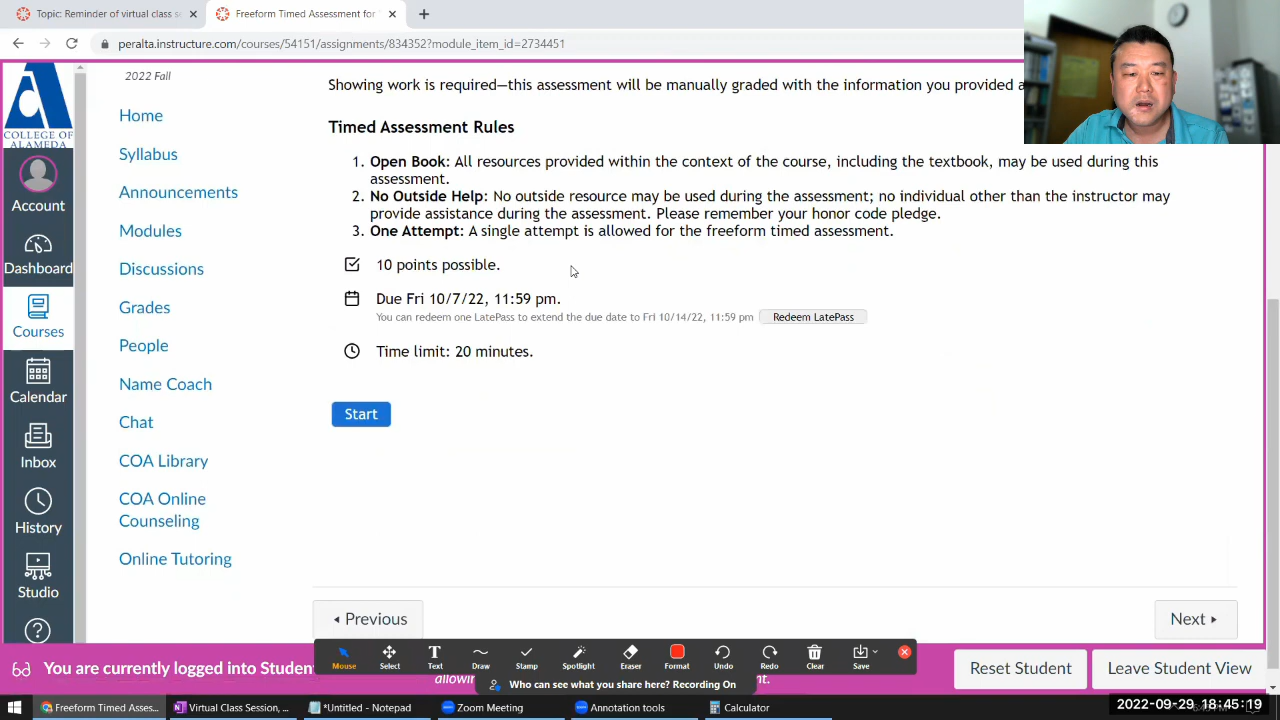 Topic: Reminder of virtual class se
Freeform Timed Assessment for
peralta.instructure.com/courses/54151/assignments/834352?module_item_id=2734451
COLLEGE OF
ALAMEDA
Account
Dashboard
Courses
Calendar
Inbox
History
Studio
2022 Fall
Home
Syllabus
Announcements
Modules
Discussions
Grades
People
Name Coach
Chat
COA Library
COA Online
Counseling
Online Tutoring
Showing work is required—this assessment will be manually graded with the information you provided a
Timed Assessment Rules
1. Open Book: All resources provided within the context of the course, including the textbook, may be used during this
assessment.
2. No Outside Help: No outside resource may be used during the assessment; no individual other than the instructor may
provide assistance during the assessment. Please remember your honor code pledge.
3. One Attempt: A single attempt is allowed for the freeform timed assessment.
10 points possible.
Due Fri 10/7/22, 11:59 pm.
You can redeem one LatePass to extend the due date to Fri 10/14/22, 11:59 pm
Redeem LatePass
Time limit: 20 minutes.
Start
Previous
Next
Mouse
Select
Text
Draw
Stamp
Spotlight
Eraser
Format
Undo
Redo
Clear
Save
You are currently logged into Studen
Reset Student
Leave Student View
Who can see what you share here? Recording On
Freeform Timed Asses...
Virtual Class Session, ...
*Untitled - Notepad
Zoom Meeting
Annotation tools
Calculator
2022-09-29 18:45:19